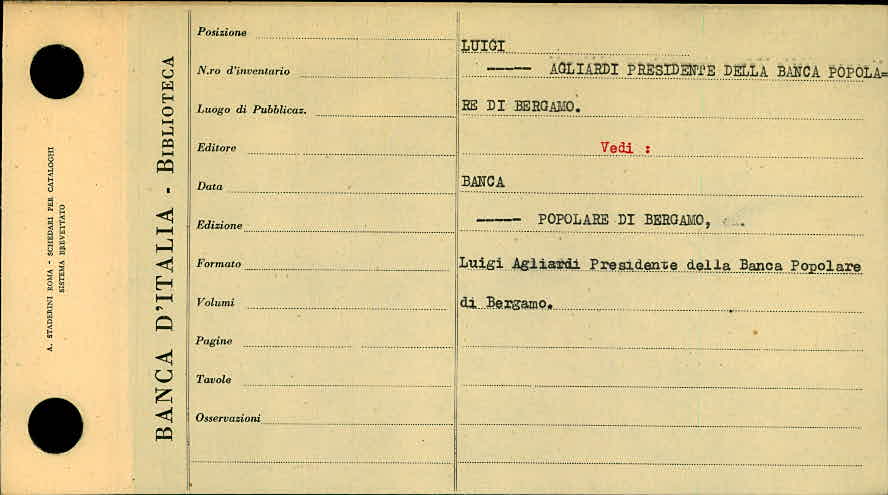 A. STADERINI ROMA - SCHEDARI PER CATALOGHI
SISTEMA BREVETTATO
BANCA D'ITALIA - BIBLIOTECA
Posizione
N.ro d'inventario
Luogo di Pubblicaz.
Editore
Data
Edizione
Formato
Volumi
Pagine
Tavole
Osservazioni
LUIGI
----- AGLIARDI PRESIDENTE DELLA BANCA POPOLA=
RE DI BERGAMO.
Vedi :
BANCA
----- POPOLARE DI BERGAMO,
Luigi Agliardi Presidente della Banca Popolare
di Bergamo.